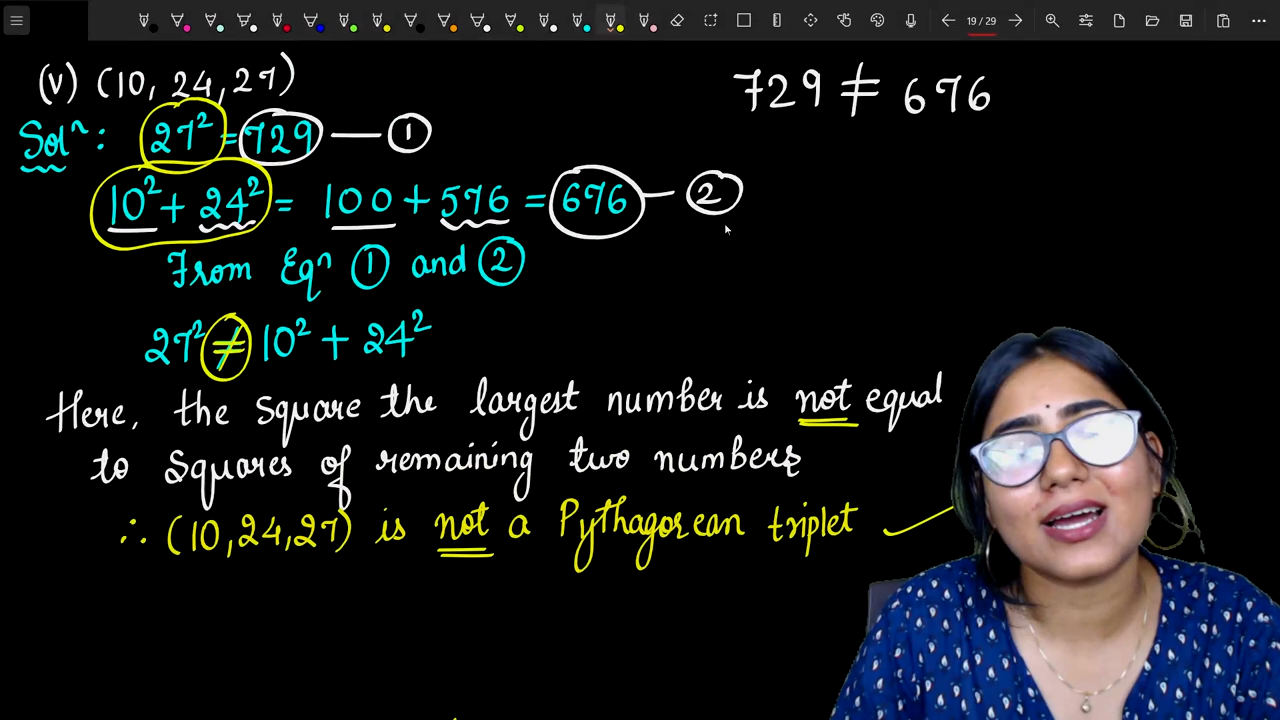 19 / 29
(v) (10, 24, 27)
729 ≠ 676
Solⁿ : 27² = 729 — ①
10² + 24² = 100 + 576 = 676 — ②
From Eqⁿ ① and ②
27² ≠ 10² + 24²
Here, the square the largest number is not equal
to squares of remaining two numbers
∴ (10, 24, 27) is not a Pythagorean triplet